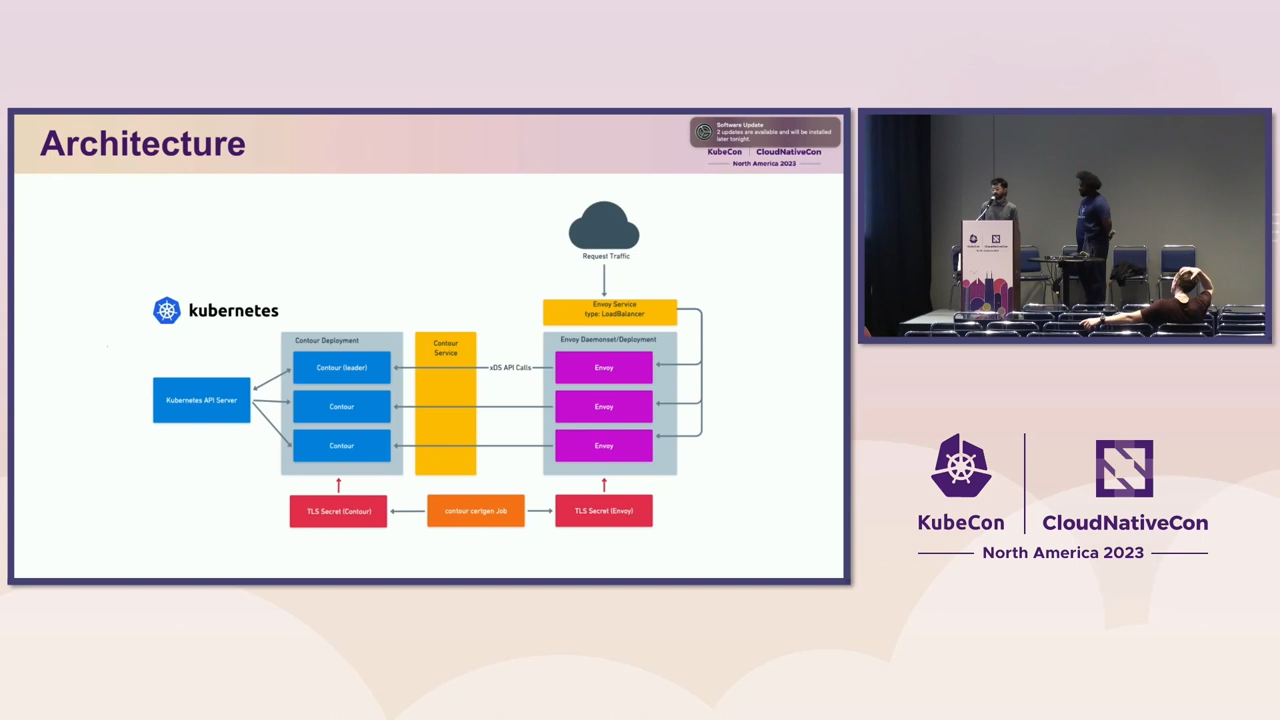 Architecture
Software Update
2 updates are available and will be installed
later tonight.
KubeCon CloudNativeCon
North America 2023
Request Traffic
kubernetes
Envoy Service
type: LoadBalancer
Contour Deployment
Contour
Service
Envoy Daemonset/Deployment
Contour (leader)
xDS API Calls
Envoy
Kubernetes API Server
Contour
Envoy
Contour
Envoy
TLS Secret (Contour)
contour certgen Job
TLS Secret (Envoy)
KubeCon CloudNativeCon
North America 2023